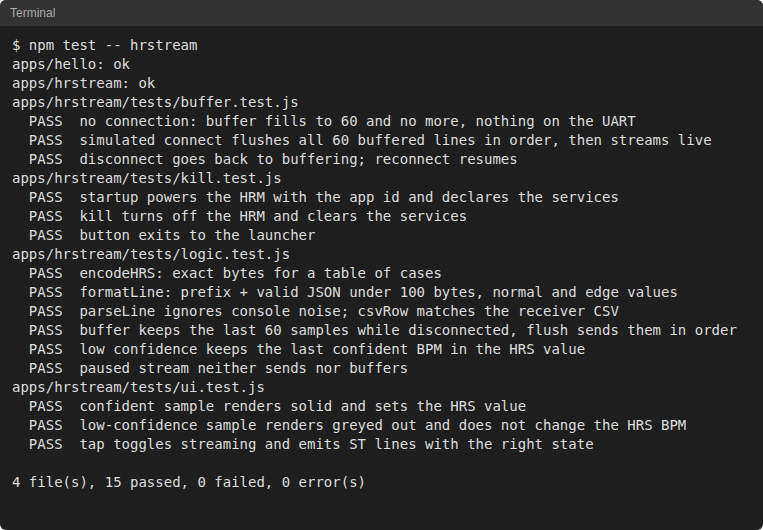 Terminal
$ npm test -- hrstream
apps/hello: ok
apps/hrstream: ok
apps/hrstream/tests/buffer.test.js
  PASS  no connection: buffer fills to 60 and no more, nothing on the UART
  PASS  simulated connect flushes all 60 buffered lines in order, then streams live
  PASS  disconnect goes back to buffering; reconnect resumes
apps/hrstream/tests/kill.test.js
  PASS  startup powers the HRM with the app id and declares the services
  PASS  kill turns off the HRM and clears the services
  PASS  button exits to the launcher
apps/hrstream/tests/logic.test.js
  PASS  encodeHRS: exact bytes for a table of cases
  PASS  formatLine: prefix + valid JSON under 100 bytes, normal and edge values
  PASS  parseLine ignores console noise; csvRow matches the receiver CSV
  PASS  buffer keeps the last 60 samples while disconnected, flush sends them in order
  PASS  low confidence keeps the last confident BPM in the HRS value
  PASS  paused stream neither sends nor buffers
apps/hrstream/tests/ui.test.js
  PASS  confident sample renders solid and sets the HRS value
  PASS  low-confidence sample renders greyed out and does not change the HRS BPM
  PASS  tap toggles streaming and emits ST lines with the right state
4 file(s), 15 passed, 0 failed, 0 error(s)